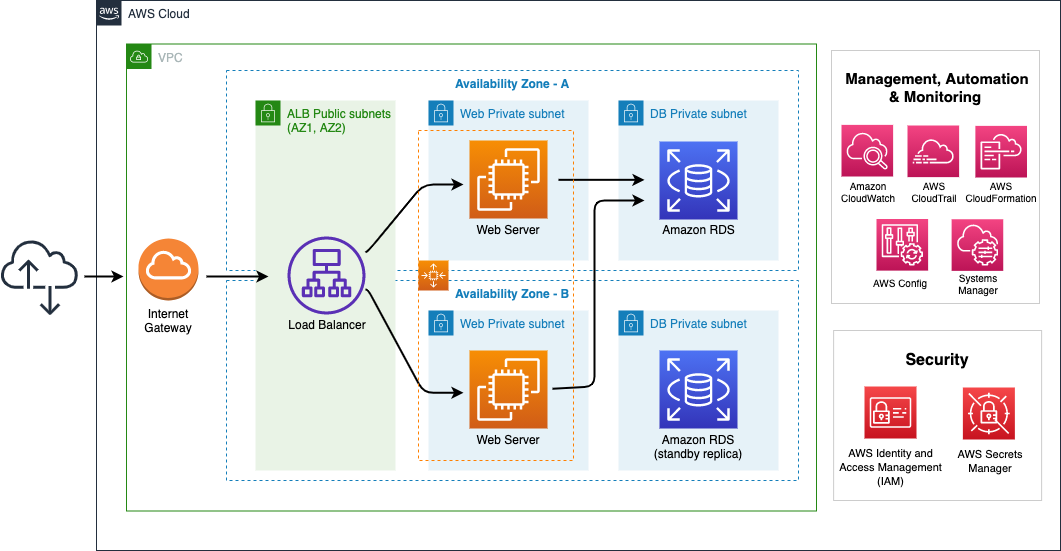 aws
AWS Cloud
VPC
Availability Zone - A
ALB Public subnets
(AZ1, AZ2)
Web Private subnet
DB Private subnet
Web Server
Amazon RDS
Internet
Gateway
Load Balancer
Availability Zone - B
Web Private subnet
DB Private subnet
Web Server
Amazon RDS
(standby replica)
Management, Automation
& Monitoring
Amazon
CloudWatch
AWS
CloudTrail
AWS
CloudFormation
AWS Config
Systems
Manager
Security
AWS Identity and
Access Management
(IAM)
AWS Secrets
Manager